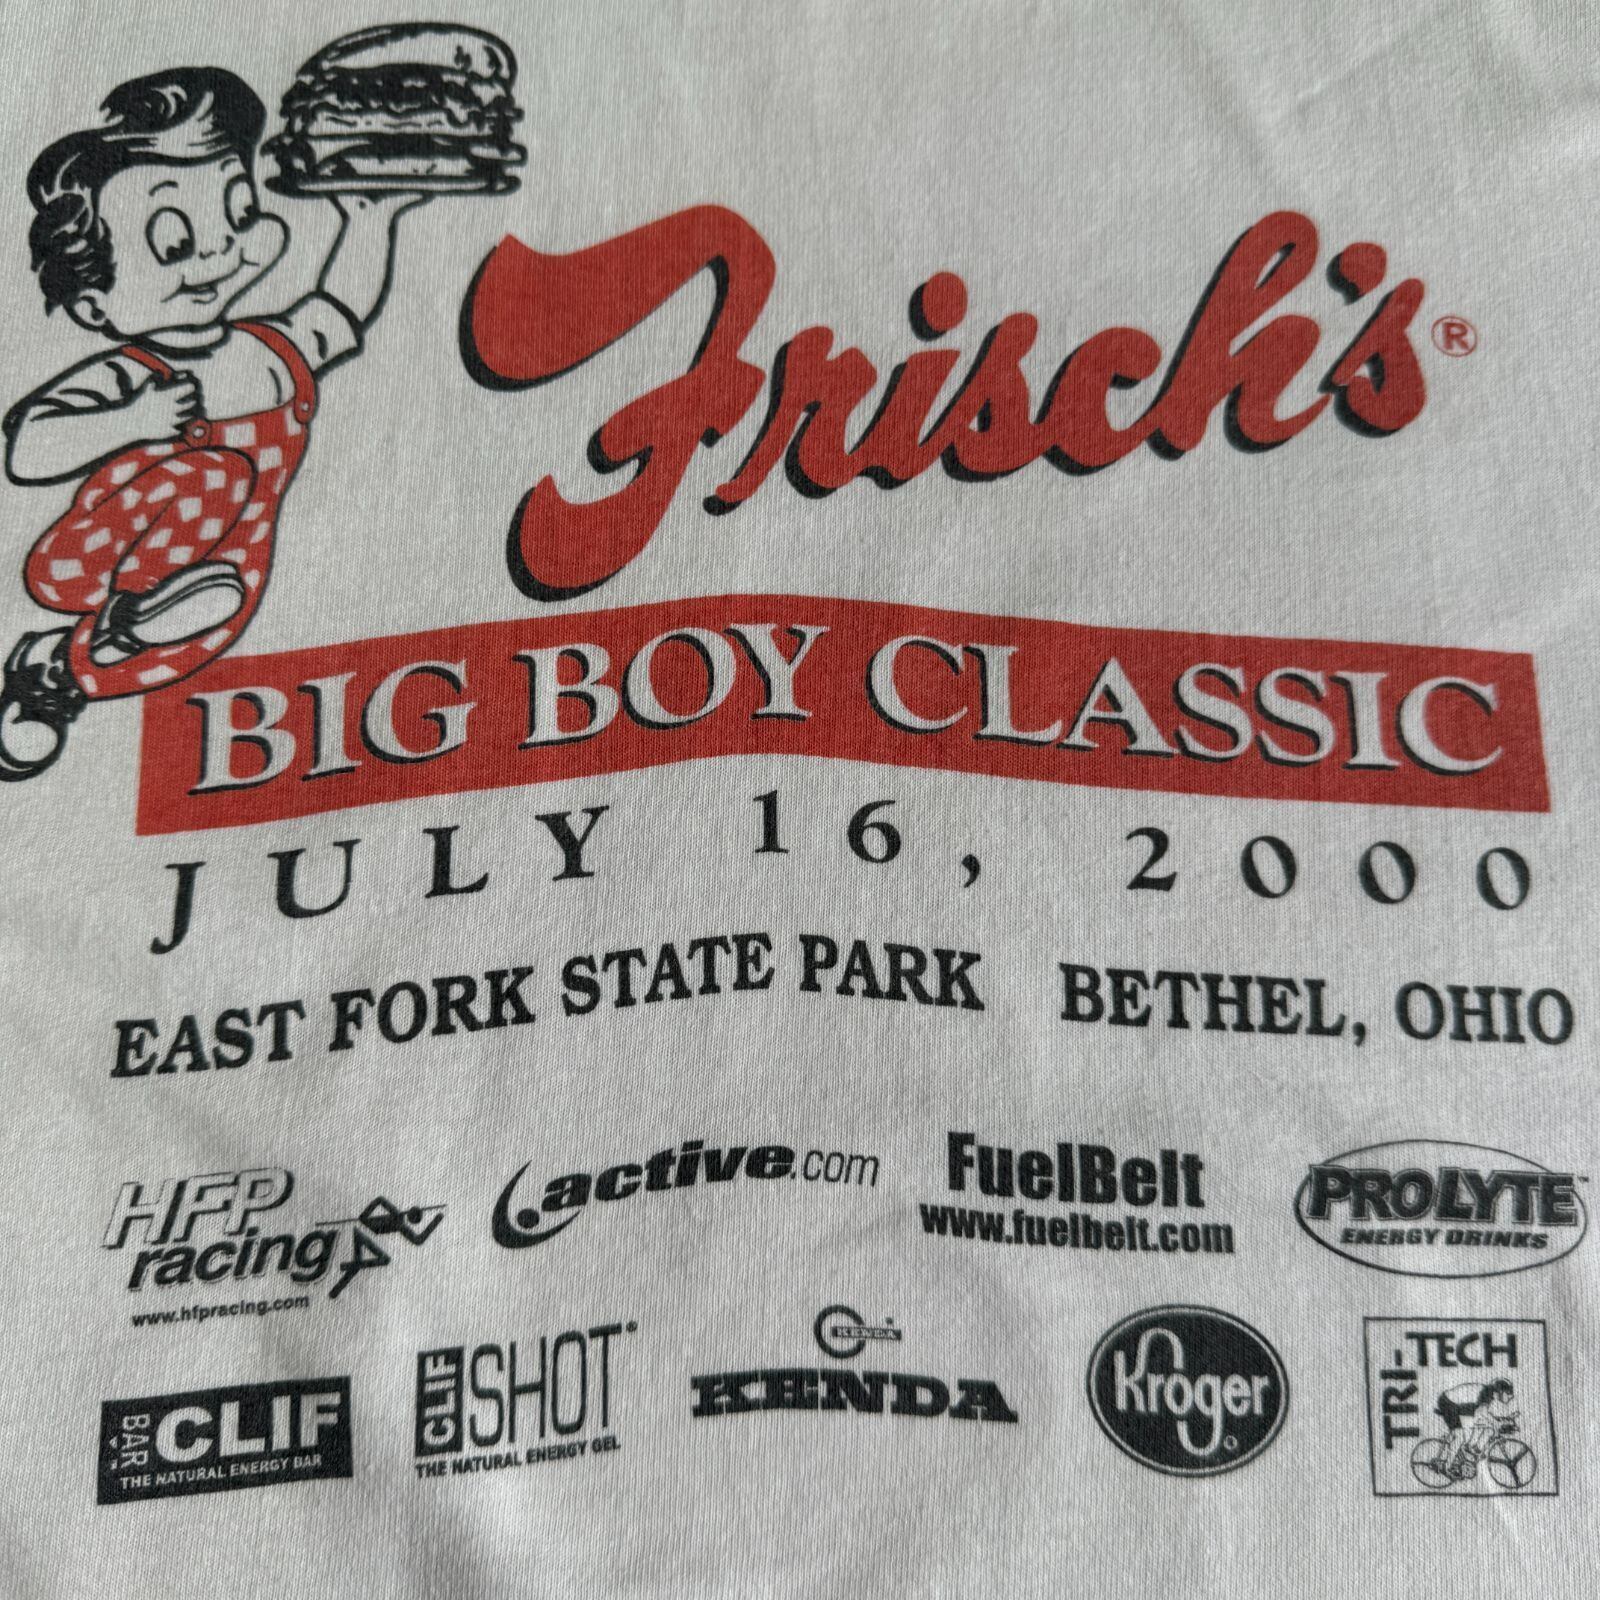 Frisch's®
BIG BOY CLASSIC
JULY 16, 2000
EAST FORK STATE PARK BETHEL, OHIO
HFP
racing
www.hfpracing.com
active.com
FuelBelt
www.fuelbelt.com
PROLYTE™
ENERGY DRINKS
CLIF
BAR
THE NATURAL ENERGY BAR
CLIF
SHOT®
THE NATURAL ENERGY GEL
KENDA
KENDA
Kroger
TRI-TECH